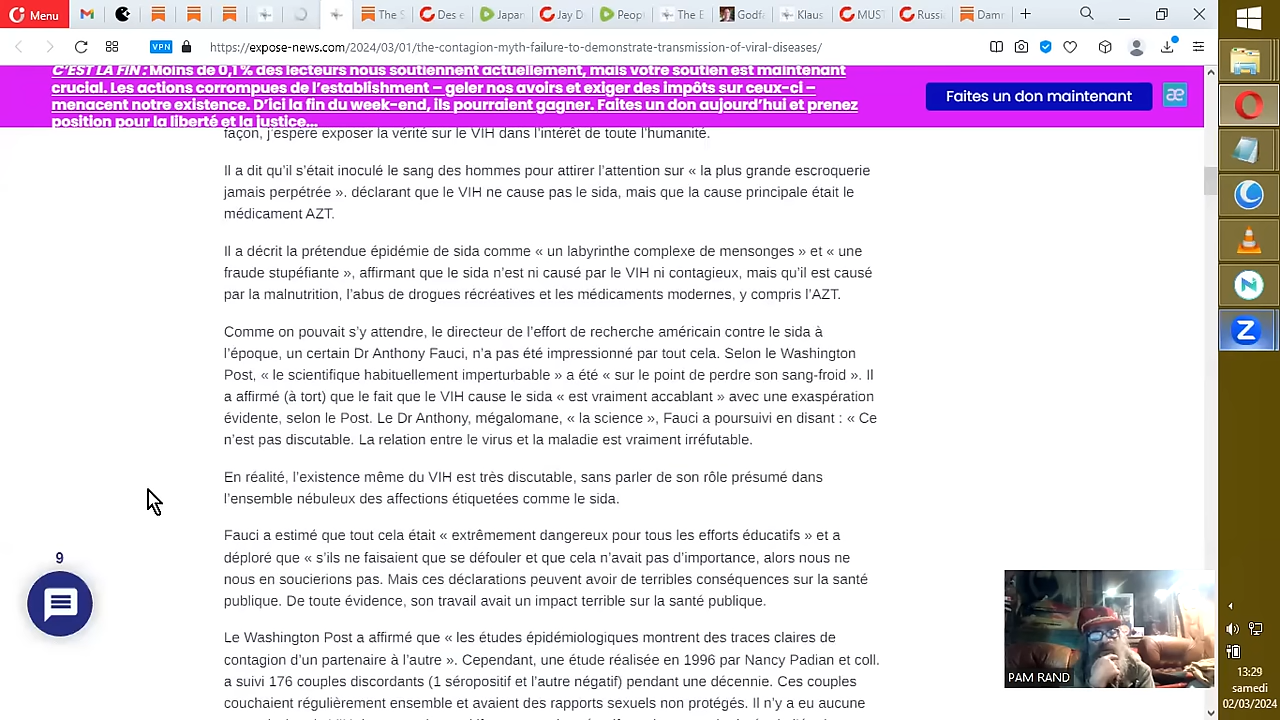 Menu
The S
Des e
Japan
Jay D
Peop
The E
Godfa
Klaus
MUST
Russi
Damn
VPN
https://expose-news.com/2024/03/01/the-contagion-myth-failure-to-demonstrate-transmission-of-viral-diseases/
C'EST LA FIN : Moins de 0,1 % des lecteurs nous soutiennent actuellement, mais votre soutien est maintenant
crucial. Les actions corrompues de l'establishment – geler nos avoirs et exiger des impôts sur ceux-ci –
menacent notre existence. D'ici la fin du week-end, ils pourraient gagner. Faites un don aujourd'hui et prenez
position pour la liberté et la justice...
Faites un don maintenant
æ
façon, j'espère exposer la vérité sur le VIH dans l'intérêt de toute l'humanité.
Il a dit qu'il s'était inoculé le sang des hommes pour attirer l'attention sur « la plus grande escroquerie
jamais perpétrée ». déclarant que le VIH ne cause pas le sida, mais que la cause principale était le
médicament AZT.
Il a décrit la prétendue épidémie de sida comme « un labyrinthe complexe de mensonges » et « une
fraude stupéfiante », affirmant que le sida n'est ni causé par le VIH ni contagieux, mais qu'il est causé
par la malnutrition, l'abus de drogues récréatives et les médicaments modernes, y compris l'AZT.
Comme on pouvait s'y attendre, le directeur de l'effort de recherche américain contre le sida à
l'époque, un certain Dr Anthony Fauci, n'a pas été impressionné par tout cela. Selon le Washington
Post, « le scientifique habituellement imperturbable » a été « sur le point de perdre son sang-froid ». Il
a affirmé (à tort) que le fait que le VIH cause le sida « est vraiment accablant » avec une exaspération
évidente, selon le Post. Le Dr Anthony, mégalomane, « la science », Fauci a poursuivi en disant : « Ce
n'est pas discutable. La relation entre le virus et la maladie est vraiment irréfutable.
En réalité, l'existence même du VIH est très discutable, sans parler de son rôle présumé dans
l'ensemble nébuleux des affections étiquetées comme le sida.
Fauci a estimé que tout cela était « extrêmement dangereux pour tous les efforts éducatifs » et a
déploré que « s'ils ne faisaient que se défouler et que cela n'avait pas d'importance, alors nous ne
nous en soucierions pas. Mais ces déclarations peuvent avoir de terribles conséquences sur la santé
publique. De toute évidence, son travail avait un impact terrible sur la santé publique.
Le Washington Post a affirmé que « les études épidémiologiques montrent des traces claires de
contagion d'un partenaire à l'autre ». Cependant, une étude réalisée en 1996 par Nancy Padian et coll.
a suivi 176 couples discordants (1 séropositif et l'autre négatif) pendant une décennie. Ces couples
couchaient régulièrement ensemble et avaient des rapports sexuels non protégés. Il n'y a eu aucune
9
PAM RAND
13:29
samedi
02/03/2024